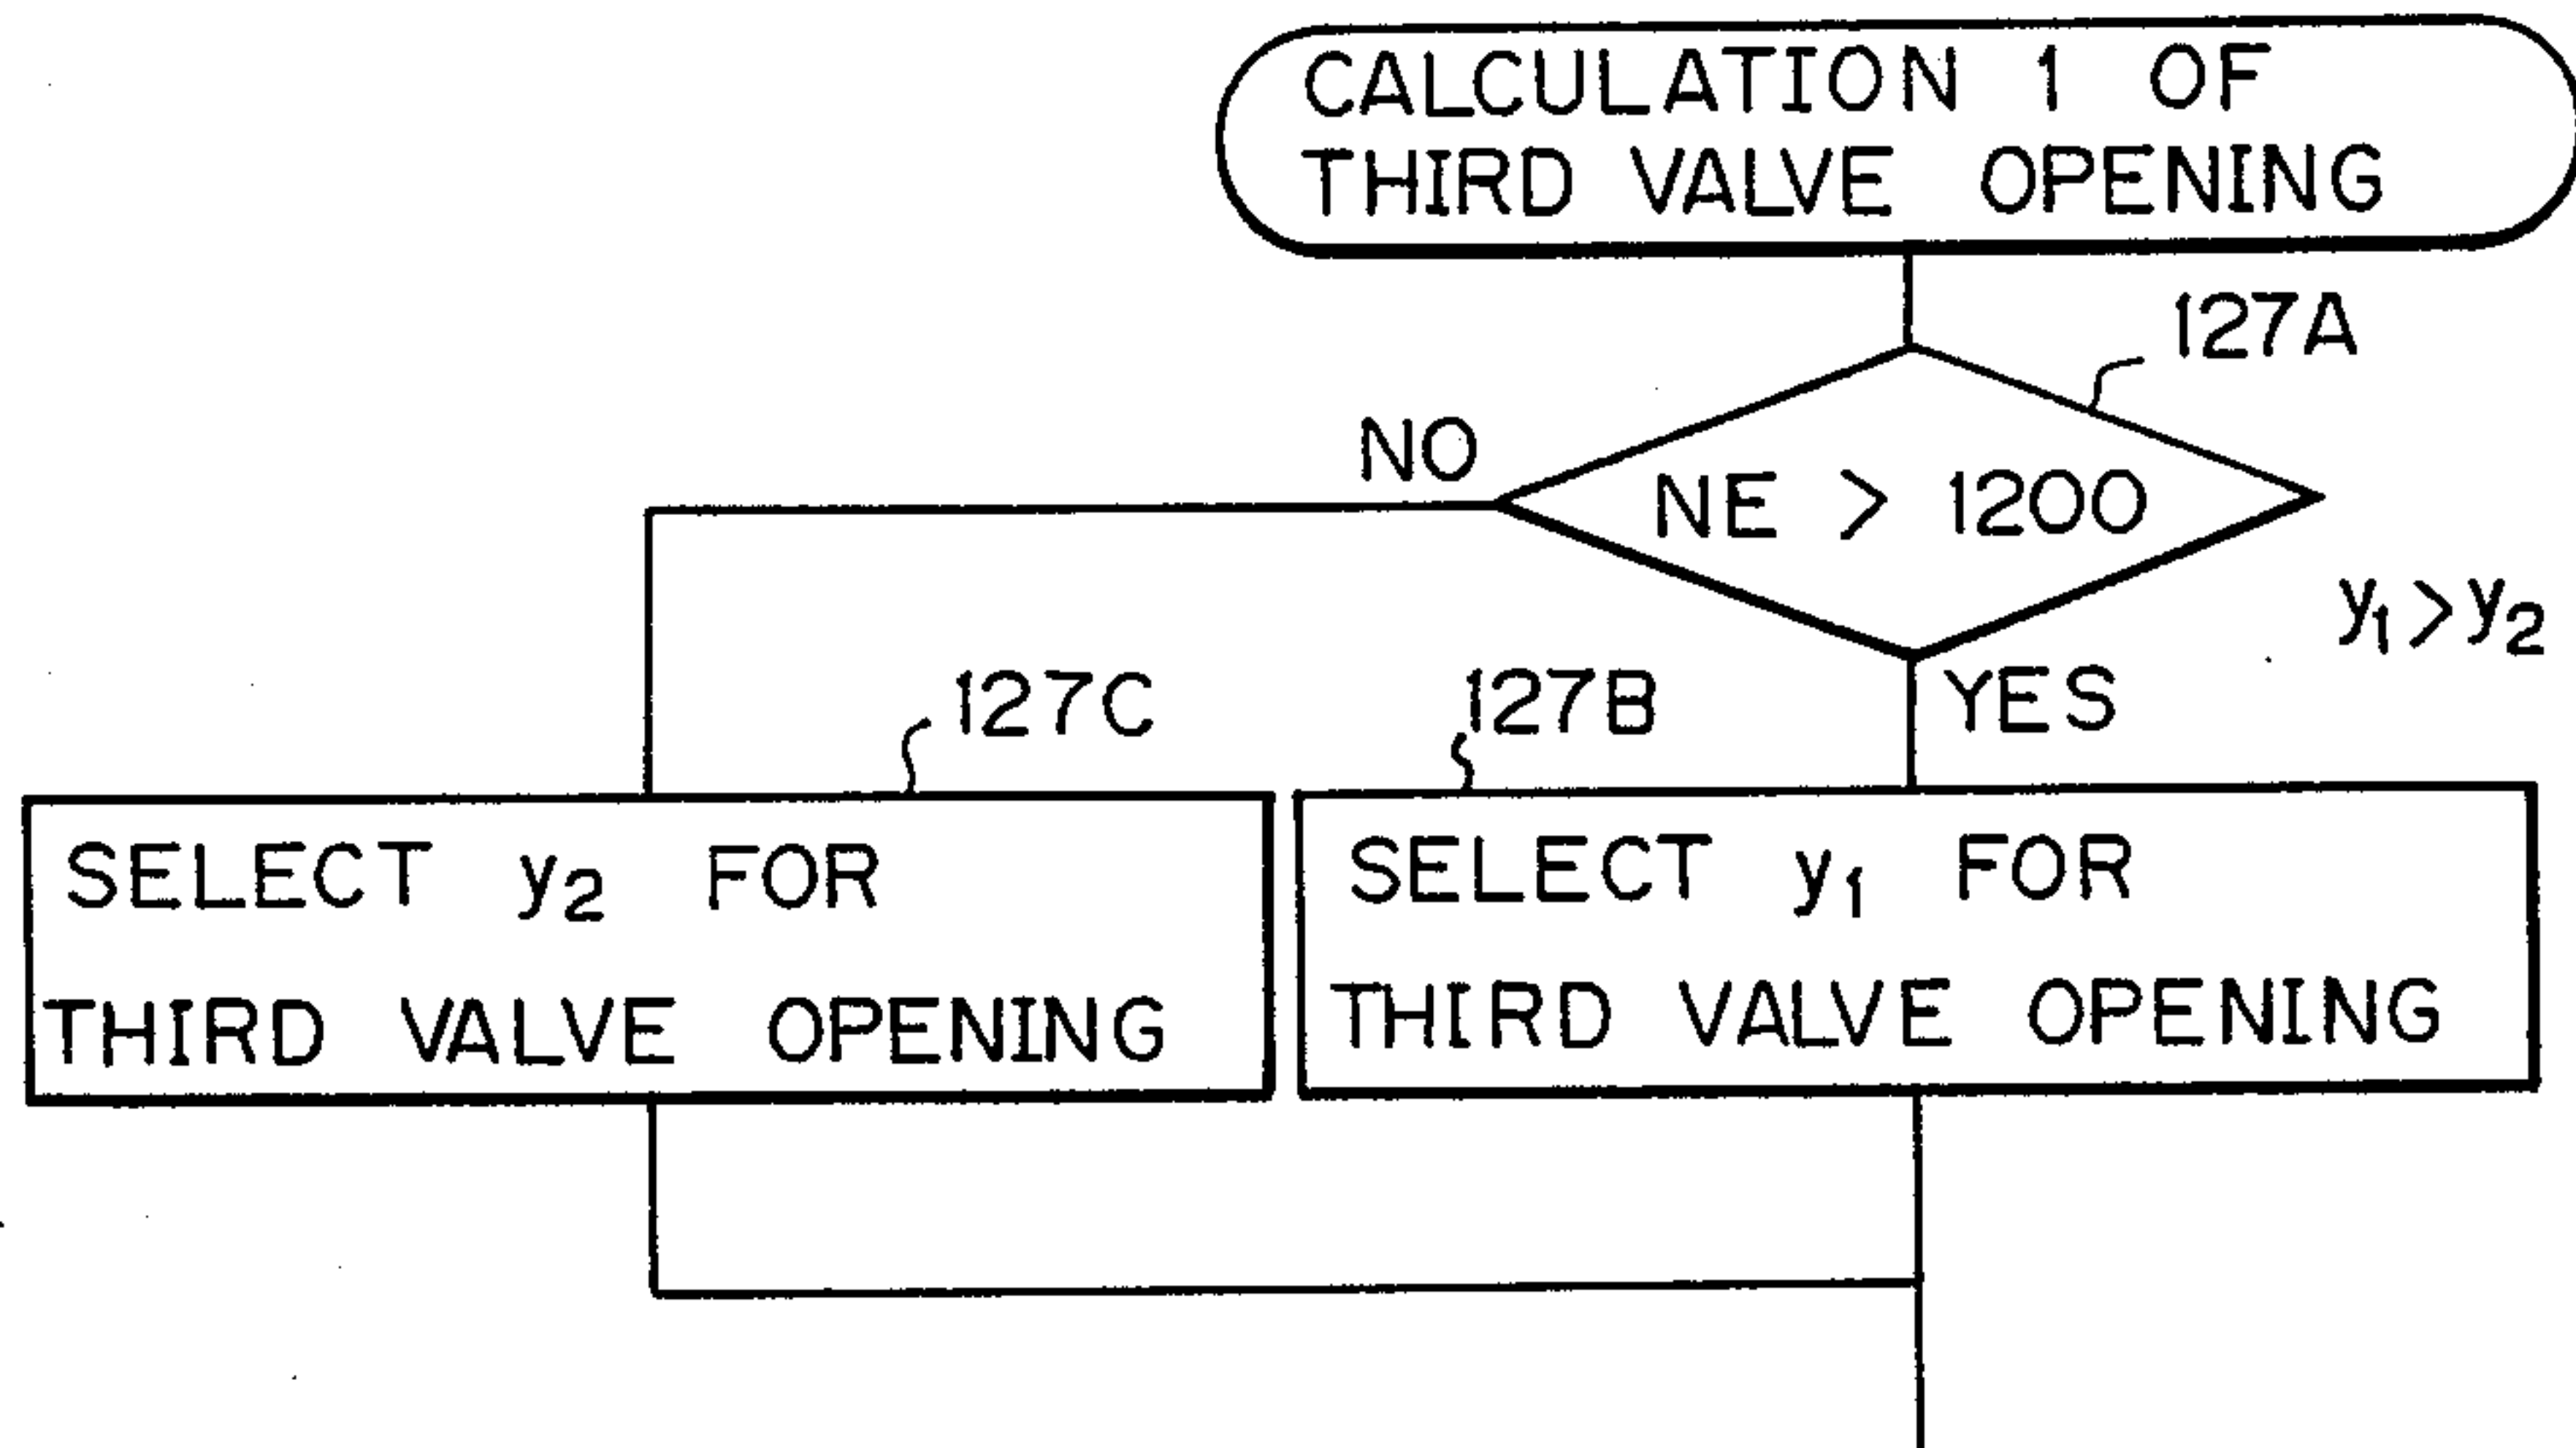 CALCULATION 1 OF
THIRD VALVE OPENING
127A
NO
NE > 1200
y₁>y₂
127C
127B
YES
SELECT y₂ FOR
THIRD VALVE OPENING
SELECT y₁ FOR
THIRD VALVE OPENING